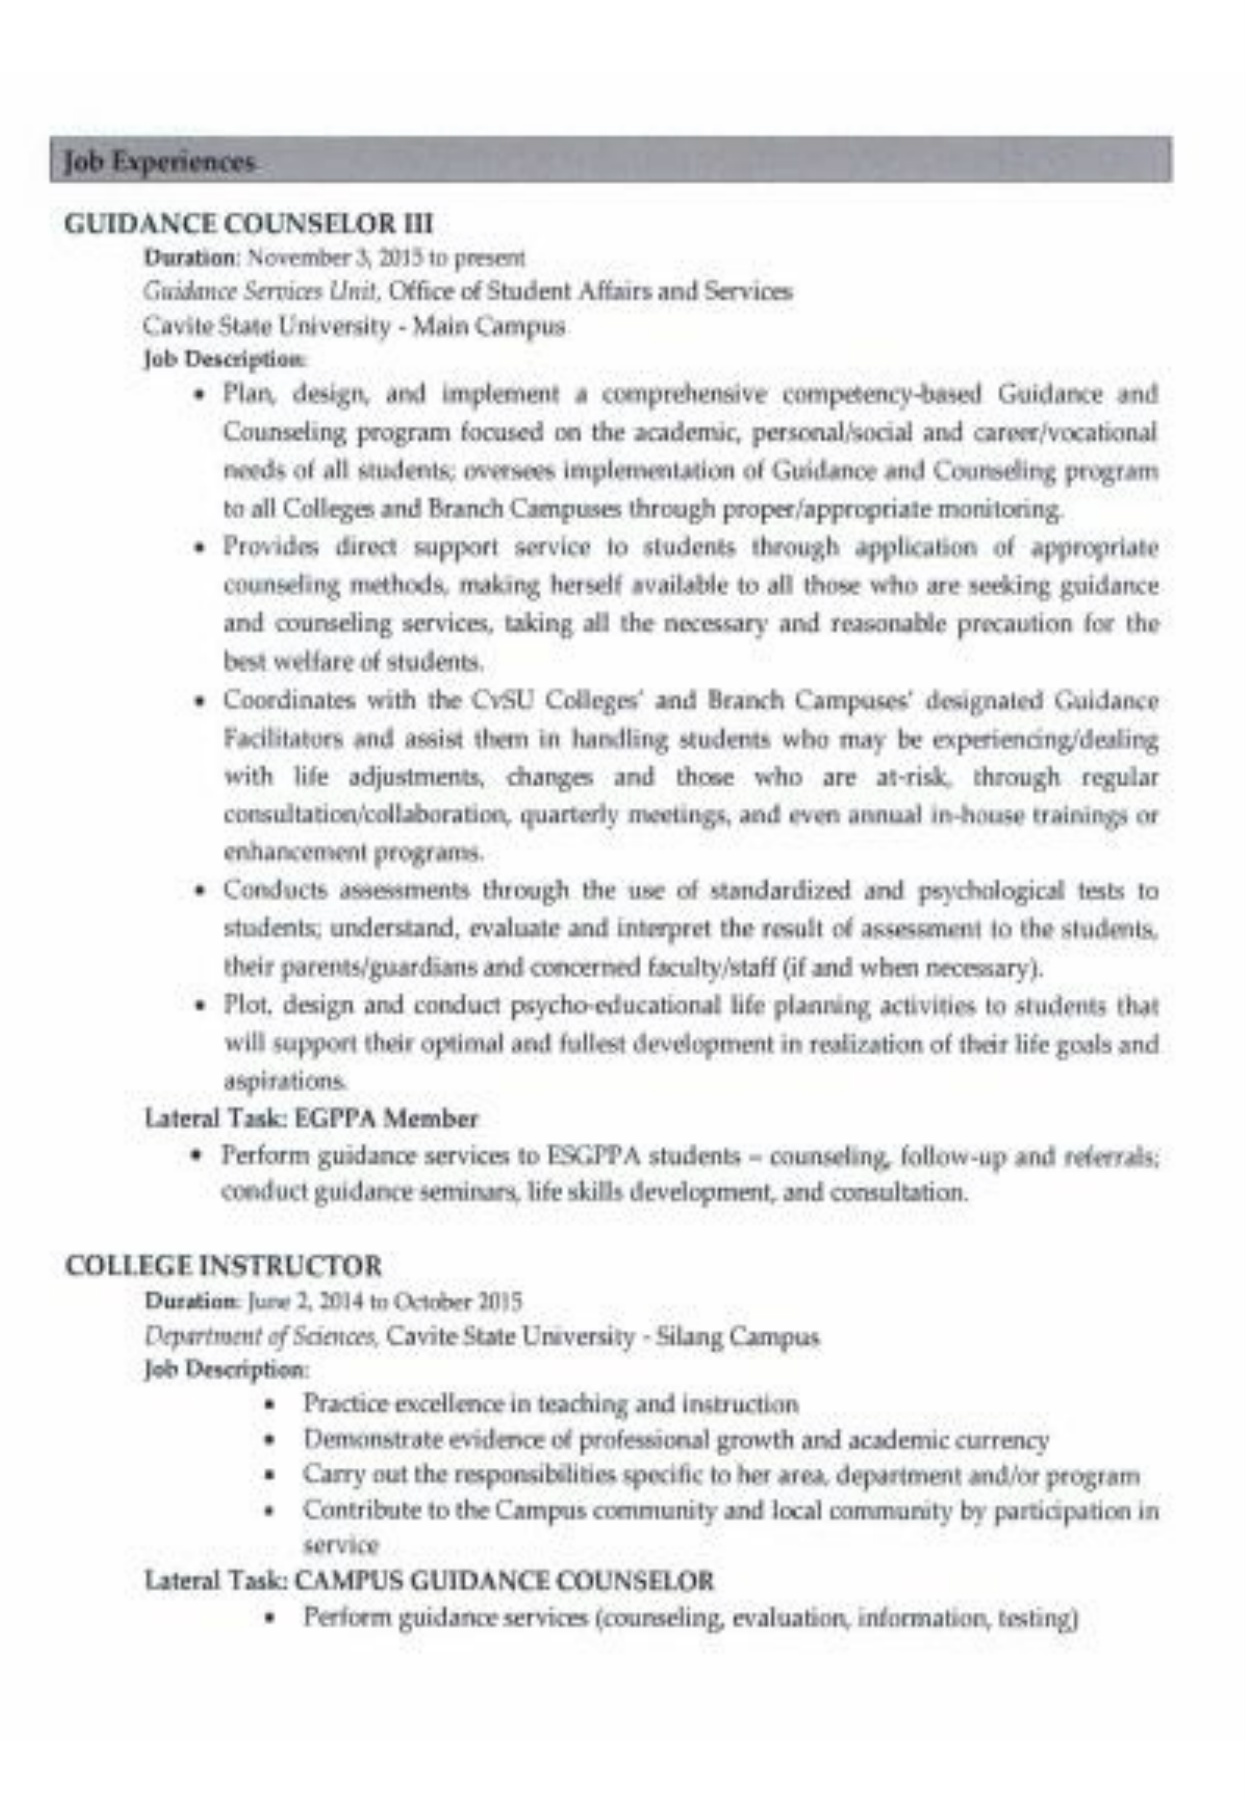 Job Experiences
GUIDANCE COUNSELOR III
Duration: November 3, 2015 to present
Guidance Services Unit, Office of Student Affairs and Services
Cavite State University - Main Campus
Job Description:
• Plan, design, and implement a comprehensive competency-based Guidance and
Counseling program focused on the academic, personal/social and career/vocational
needs of all students; oversees implementation of Guidance and Counseling program
to all Colleges and Branch Campuses through proper/appropriate monitoring.
• Provides direct support service to students through application of appropriate
counseling methods, making herself available to all those who are seeking guidance
and counseling services, taking all the necessary and reasonable precaution for the
best welfare of students.
• Coordinates with the CvSU Colleges' and Branch Campuses' designated Guidance
Facilitators and assist them in handling students who may be experiencing/dealing
with life adjustments, changes and those who are at-risk, through regular
consultation/collaboration, quarterly meetings, and even annual in-house trainings or
enhancement programs.
• Conducts assessments through the use of standardized and psychological tests to
students; understand, evaluate and interpret the result of assessment to the students,
their parents/guardians and concerned faculty/staff (if and when necessary).
• Plot, design and conduct psycho-educational life planning activities to students that
will support their optimal and fullest development in realization of their life goals and
aspirations.
Lateral Task: EGPPA Member
• Perform guidance services to ESGPPA students – counseling, follow-up and referrals;
conduct guidance seminars, life skills development, and consultation.
COLLEGE INSTRUCTOR
Duration: June 2, 2014 to October 2015
Department of Sciences, Cavite State University - Silang Campus
Job Description:
• Practice excellence in teaching and instruction
• Demonstrate evidence of professional growth and academic currency
• Carry out the responsibilities specific to her area, department and/or program
• Contribute to the Campus community and local community by participation in
service
Lateral Task: CAMPUS GUIDANCE COUNSELOR
• Perform guidance services (counseling, evaluation, information, testing)